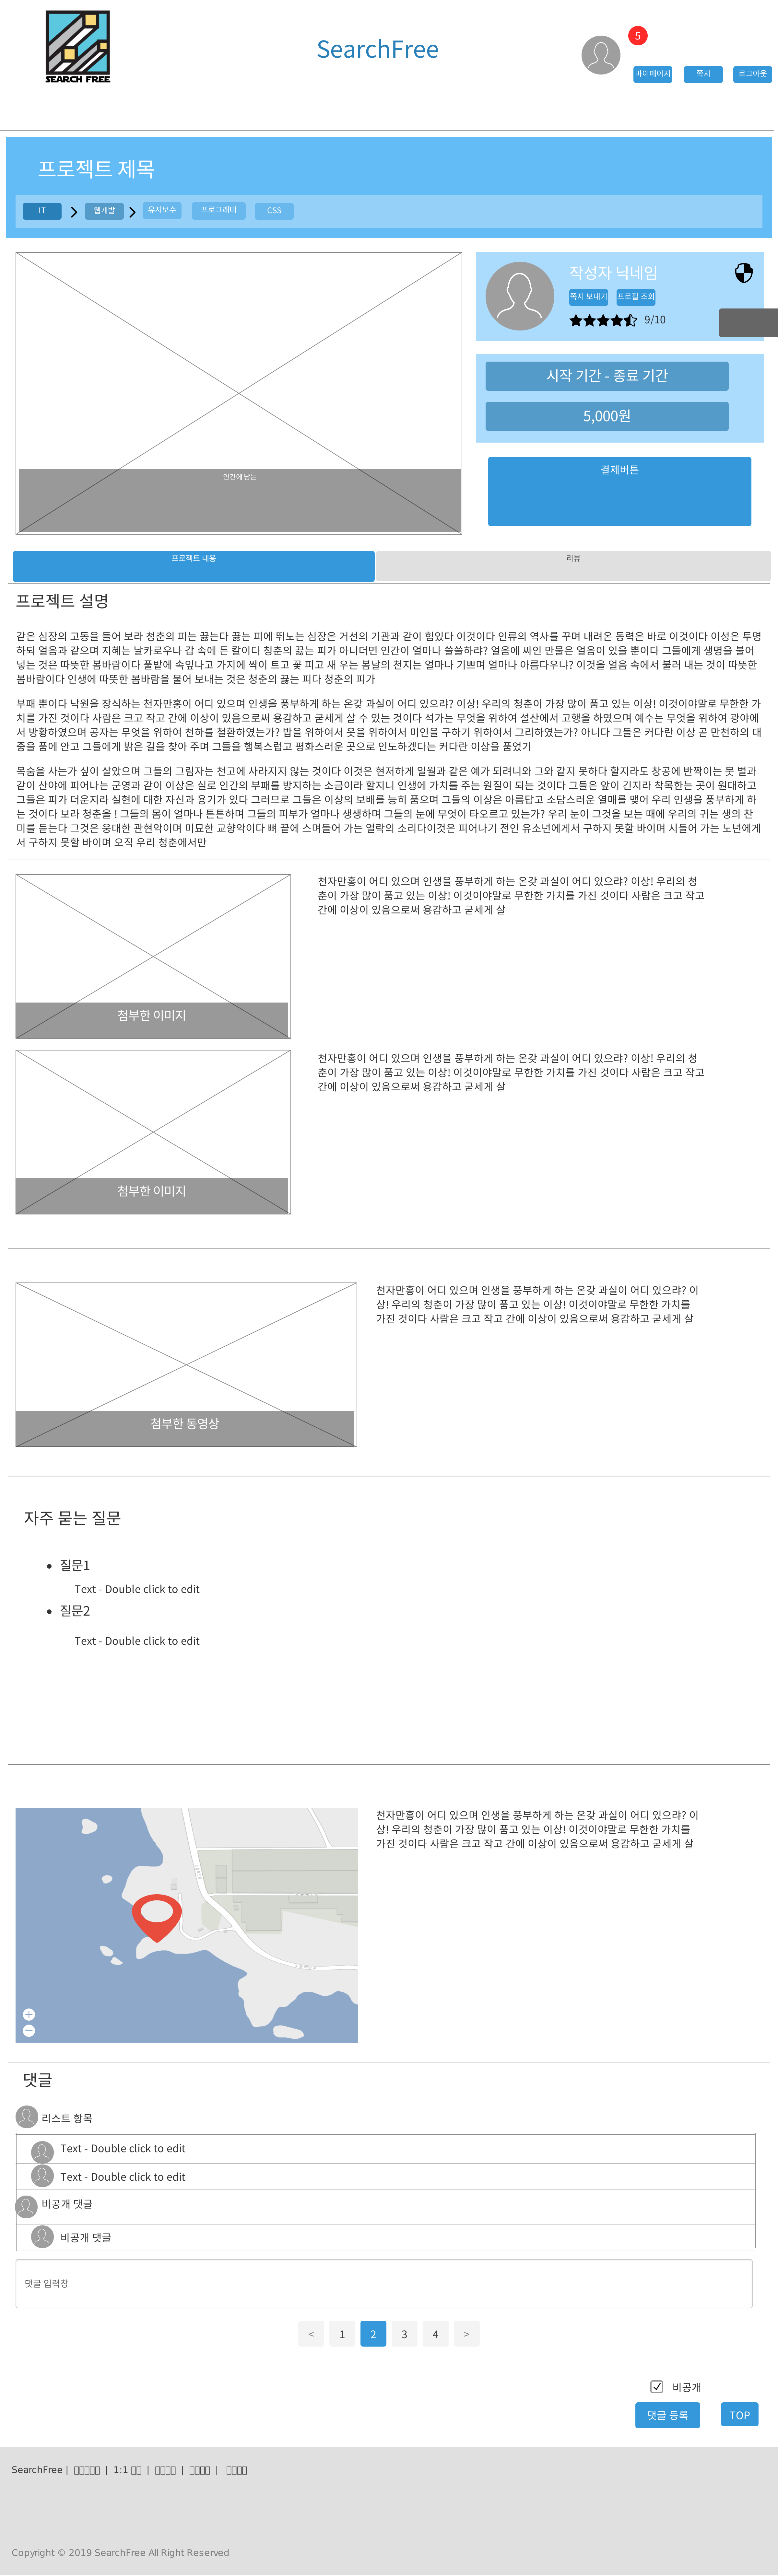 SEARCH FREE
SearchFree
5
마이페이지
쪽지
로그아웃
프로젝트 제목
IT
웹개발
유지보수
프로그래머
CSS
작성자 닉네임
쪽지 보내기
프로필 조회
9/10
시작 기간 - 종료 기간
5,000원
결제버튼
인간에 남는
프로젝트 내용
리뷰
프로젝트 설명
같은 심장의 고동을 들어 보라 청춘의 피는 끓는다 끓는 피에 뛰노는 심장은 거선의 기관과 같이 힘있다 이것이다 인류의 역사를 꾸며 내려온 동력은 바로 이것이다 이성은 투명
하되 얼음과 같으며 지혜는 날카로우나 갑 속에 든 칼이다 청춘의 끓는 피가 아니더면 인간이 얼마나 쓸쓸하랴? 얼음에 싸인 만물은 얼음이 있을 뿐이다 그들에게 생명을 불어
넣는 것은 따뜻한 봄바람이다 풀밭에 속잎나고 가지에 싹이 트고 꽃 피고 새 우는 봄날의 천지는 얼마나 기쁘며 얼마나 아름다우냐? 이것을 얼음 속에서 불러 내는 것이 따뜻한
봄바람이다 인생에 따뜻한 봄바람을 불어 보내는 것은 청춘의 끓는 피다 청춘의 피가
부패 뿐이다 낙원을 장식하는 천자만홍이 어디 있으며 인생을 풍부하게 하는 온갖 과실이 어디 있으랴? 이상! 우리의 청춘이 가장 많이 품고 있는 이상! 이것이야말로 무한한 가
치를 가진 것이다 사람은 크고 작고 간에 이상이 있음으로써 용감하고 굳세게 살 수 있는 것이다 석가는 무엇을 위하여 설산에서 고행을 하였으며 예수는 무엇을 위하여 광야에
서 방황하였으며 공자는 무엇을 위하여 천하를 철환하였는가? 밥을 위하여서 옷을 위하여서 미인을 구하기 위하여서 그리하였는가? 아니다 그들은 커다란 이상 곧 만천하의 대
중을 품에 안고 그들에게 밝은 길을 찾아 주며 그들을 행복스럽고 평화스러운 곳으로 인도하겠다는 커다란 이상을 품었기
목숨을 사는가 싶이 살았으며 그들의 그림자는 천고에 사라지지 않는 것이다 이것은 현저하게 일월과 같은 예가 되려니와 그와 같지 못하다 할지라도 창공에 반짝이는 뭇 별과
같이 산야에 피어나는 군영과 같이 이상은 실로 인간의 부패를 방지하는 소금이라 할지니 인생에 가치를 주는 원질이 되는 것이다 그들은 앞이 긴지라 착목한는 곳이 원대하고
그들은 피가 더운지라 실현에 대한 자신과 용기가 있다 그러므로 그들은 이상의 보배를 능히 품으며 그들의 이상은 아름답고 소담스러운 열매를 맺어 우리 인생을 풍부하게 하
는 것이다 보라 청춘을 ! 그들의 몸이 얼마나 튼튼하며 그들의 피부가 얼마나 생생하며 그들의 눈에 무엇이 타오르고 있는가? 우리 눈이 그것을 보는 때에 우리의 귀는 생의 찬
미를 듣는다 그것은 웅대한 관현악이며 미묘한 교향악이다 뼈 끝에 스며들어 가는 열락의 소리다이것은 피어나기 전인 유소년에게서 구하지 못할 바이며 시들어 가는 노년에게
서 구하지 못할 바이며 오직 우리 청춘에서만
천자만홍이 어디 있으며 인생을 풍부하게 하는 온갖 과실이 어디 있으랴? 이상! 우리의 청
춘이 가장 많이 품고 있는 이상! 이것이야말로 무한한 가치를 가진 것이다 사람은 크고 작고
간에 이상이 있음으로써 용감하고 굳세게 살
첨부한 이미지
천자만홍이 어디 있으며 인생을 풍부하게 하는 온갖 과실이 어디 있으랴? 이상! 우리의 청
춘이 가장 많이 품고 있는 이상! 이것이야말로 무한한 가치를 가진 것이다 사람은 크고 작고
간에 이상이 있음으로써 용감하고 굳세게 살
첨부한 이미지
천자만홍이 어디 있으며 인생을 풍부하게 하는 온갖 과실이 어디 있으랴? 이
상! 우리의 청춘이 가장 많이 품고 있는 이상! 이것이야말로 무한한 가치를
가진 것이다 사람은 크고 작고 간에 이상이 있음으로써 용감하고 굳세게 살
첨부한 동영상
자주 묻는 질문
질문1
Text - Double click to edit
질문2
Text - Double click to edit
천자만홍이 어디 있으며 인생을 풍부하게 하는 온갖 과실이 어디 있으랴? 이
상! 우리의 청춘이 가장 많이 품고 있는 이상! 이것이야말로 무한한 가치를
가진 것이다 사람은 크고 작고 간에 이상이 있음으로써 용감하고 굳세게 살
댓글
리스트 항목
Text - Double click to edit
Text - Double click to edit
비공개 댓글
비공개 댓글
댓글 입력창
< 1 2 3 4 >
비공개
댓글 등록
TOP
SearchFree | | 1:1 | | |
Copyright © 2019 SearchFree All Right Reserved